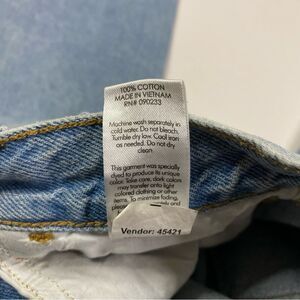 100% COTTON
MADE IN VIETNAM
RN# 090233
Machine wash separately in
cold water. Do not bleach.
Tumble dry low. Cool iron
as needed. Do not dry
clean
This garment was specially
dyed to produce its unique
color. Take care, dark colors
may transfer onto light
colored clothing or other
items. To minimize fading,
Vendor: 45421